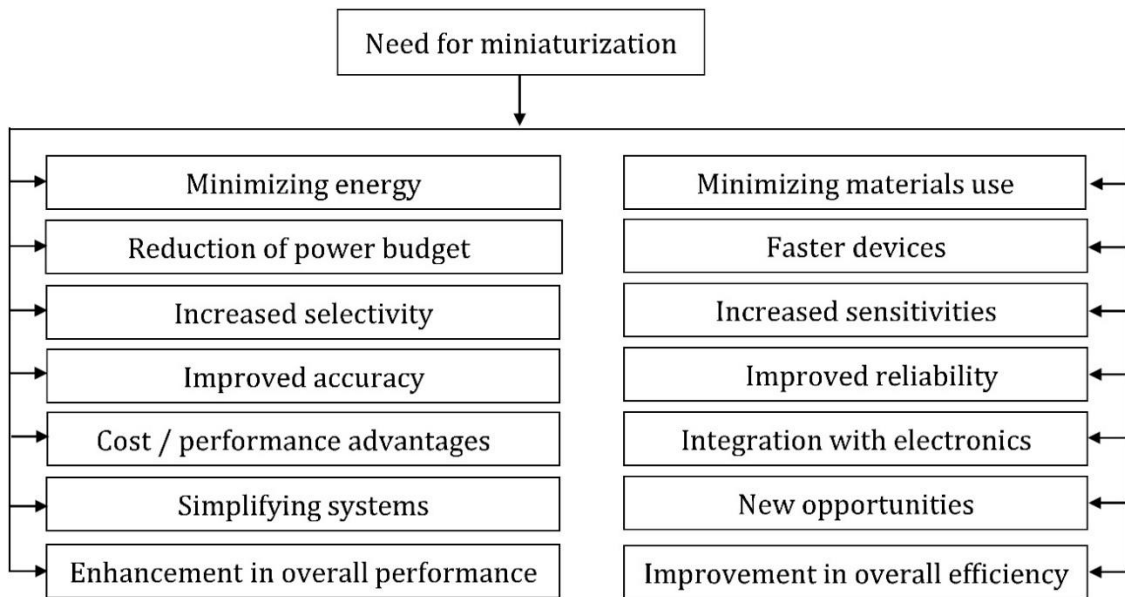 Need for miniaturization
Minimizing energy
Minimizing materials use
Reduction of power budget
Faster devices
Increased selectivity
Increased sensitivities
Improved accuracy
Improved reliability
Cost / performance advantages
Integration with electronics
Simplifying systems
New opportunities
Enhancement in overall performance
Improvement in overall efficiency